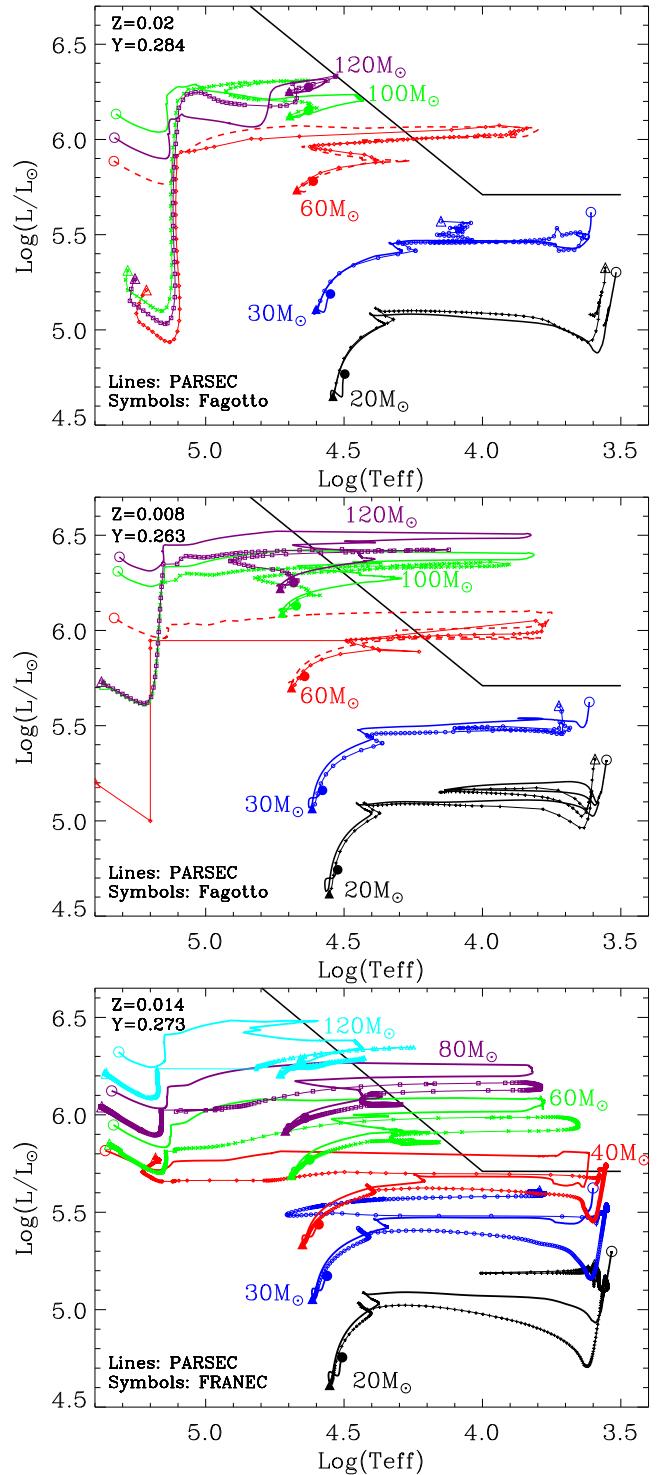 Z=0.02
Y=0.284
120M⊙
100M⊙
60M⊙
30M⊙
20M⊙
Lines: PARSEC
Symbols: Fagotto
6.5
6.0
5.5
5.0
4.5
Log(L/L⊙)
5.0 4.5 4.0 3.5
Log(Teff)
Z=0.008
Y=0.263
120M⊙
100M⊙
60M⊙
30M⊙
20M⊙
Lines: PARSEC
Symbols: Fagotto
6.5
6.0
5.5
5.0
4.5
Log(L/L⊙)
5.0 4.5 4.0 3.5
Log(Teff)
Z=0.014
Y=0.273
120M⊙
80M⊙
60M⊙
40M⊙
30M⊙
20M⊙
Lines: PARSEC
Symbols: FRANEC
6.5
6.0
5.5
5.0
4.5
Log(L/L⊙)
5.0 4.5 4.0 3.5
Log(Teff)